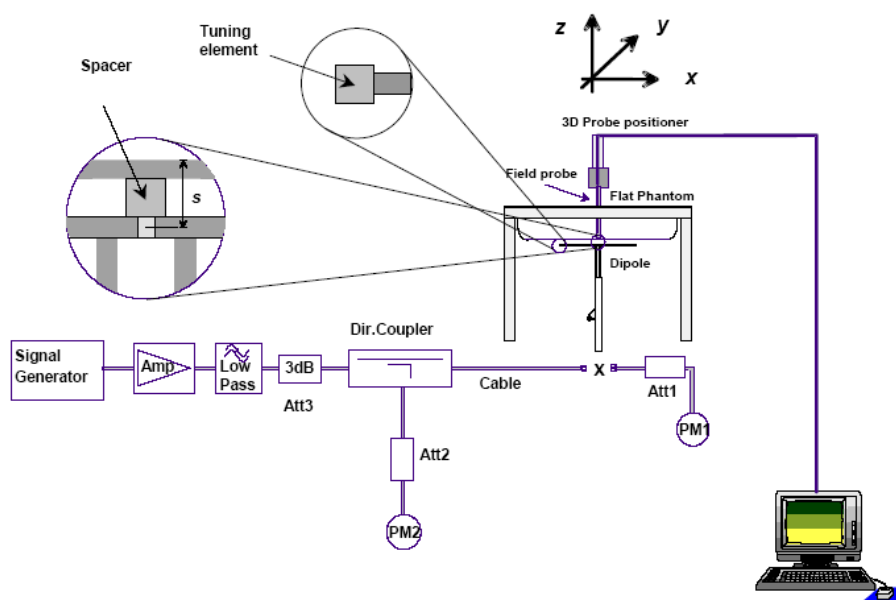 Tuning
element
z
y
x
Spacer
s
3D Probe positioner
Field probe
Flat Phantom
Dipole
Dir.Coupler
Signal
Generator
Amp
Low
Pass
3dB
Att3
Cable
X
Att1
PM1
Att2
PM2